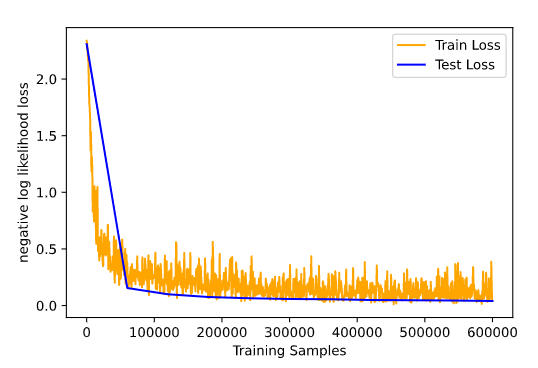 Train Loss
Test Loss
negative log likelihood loss
2.0
1.5
1.0
0.5
0.0
0 100000 200000 300000 400000 500000 600000
Training Samples